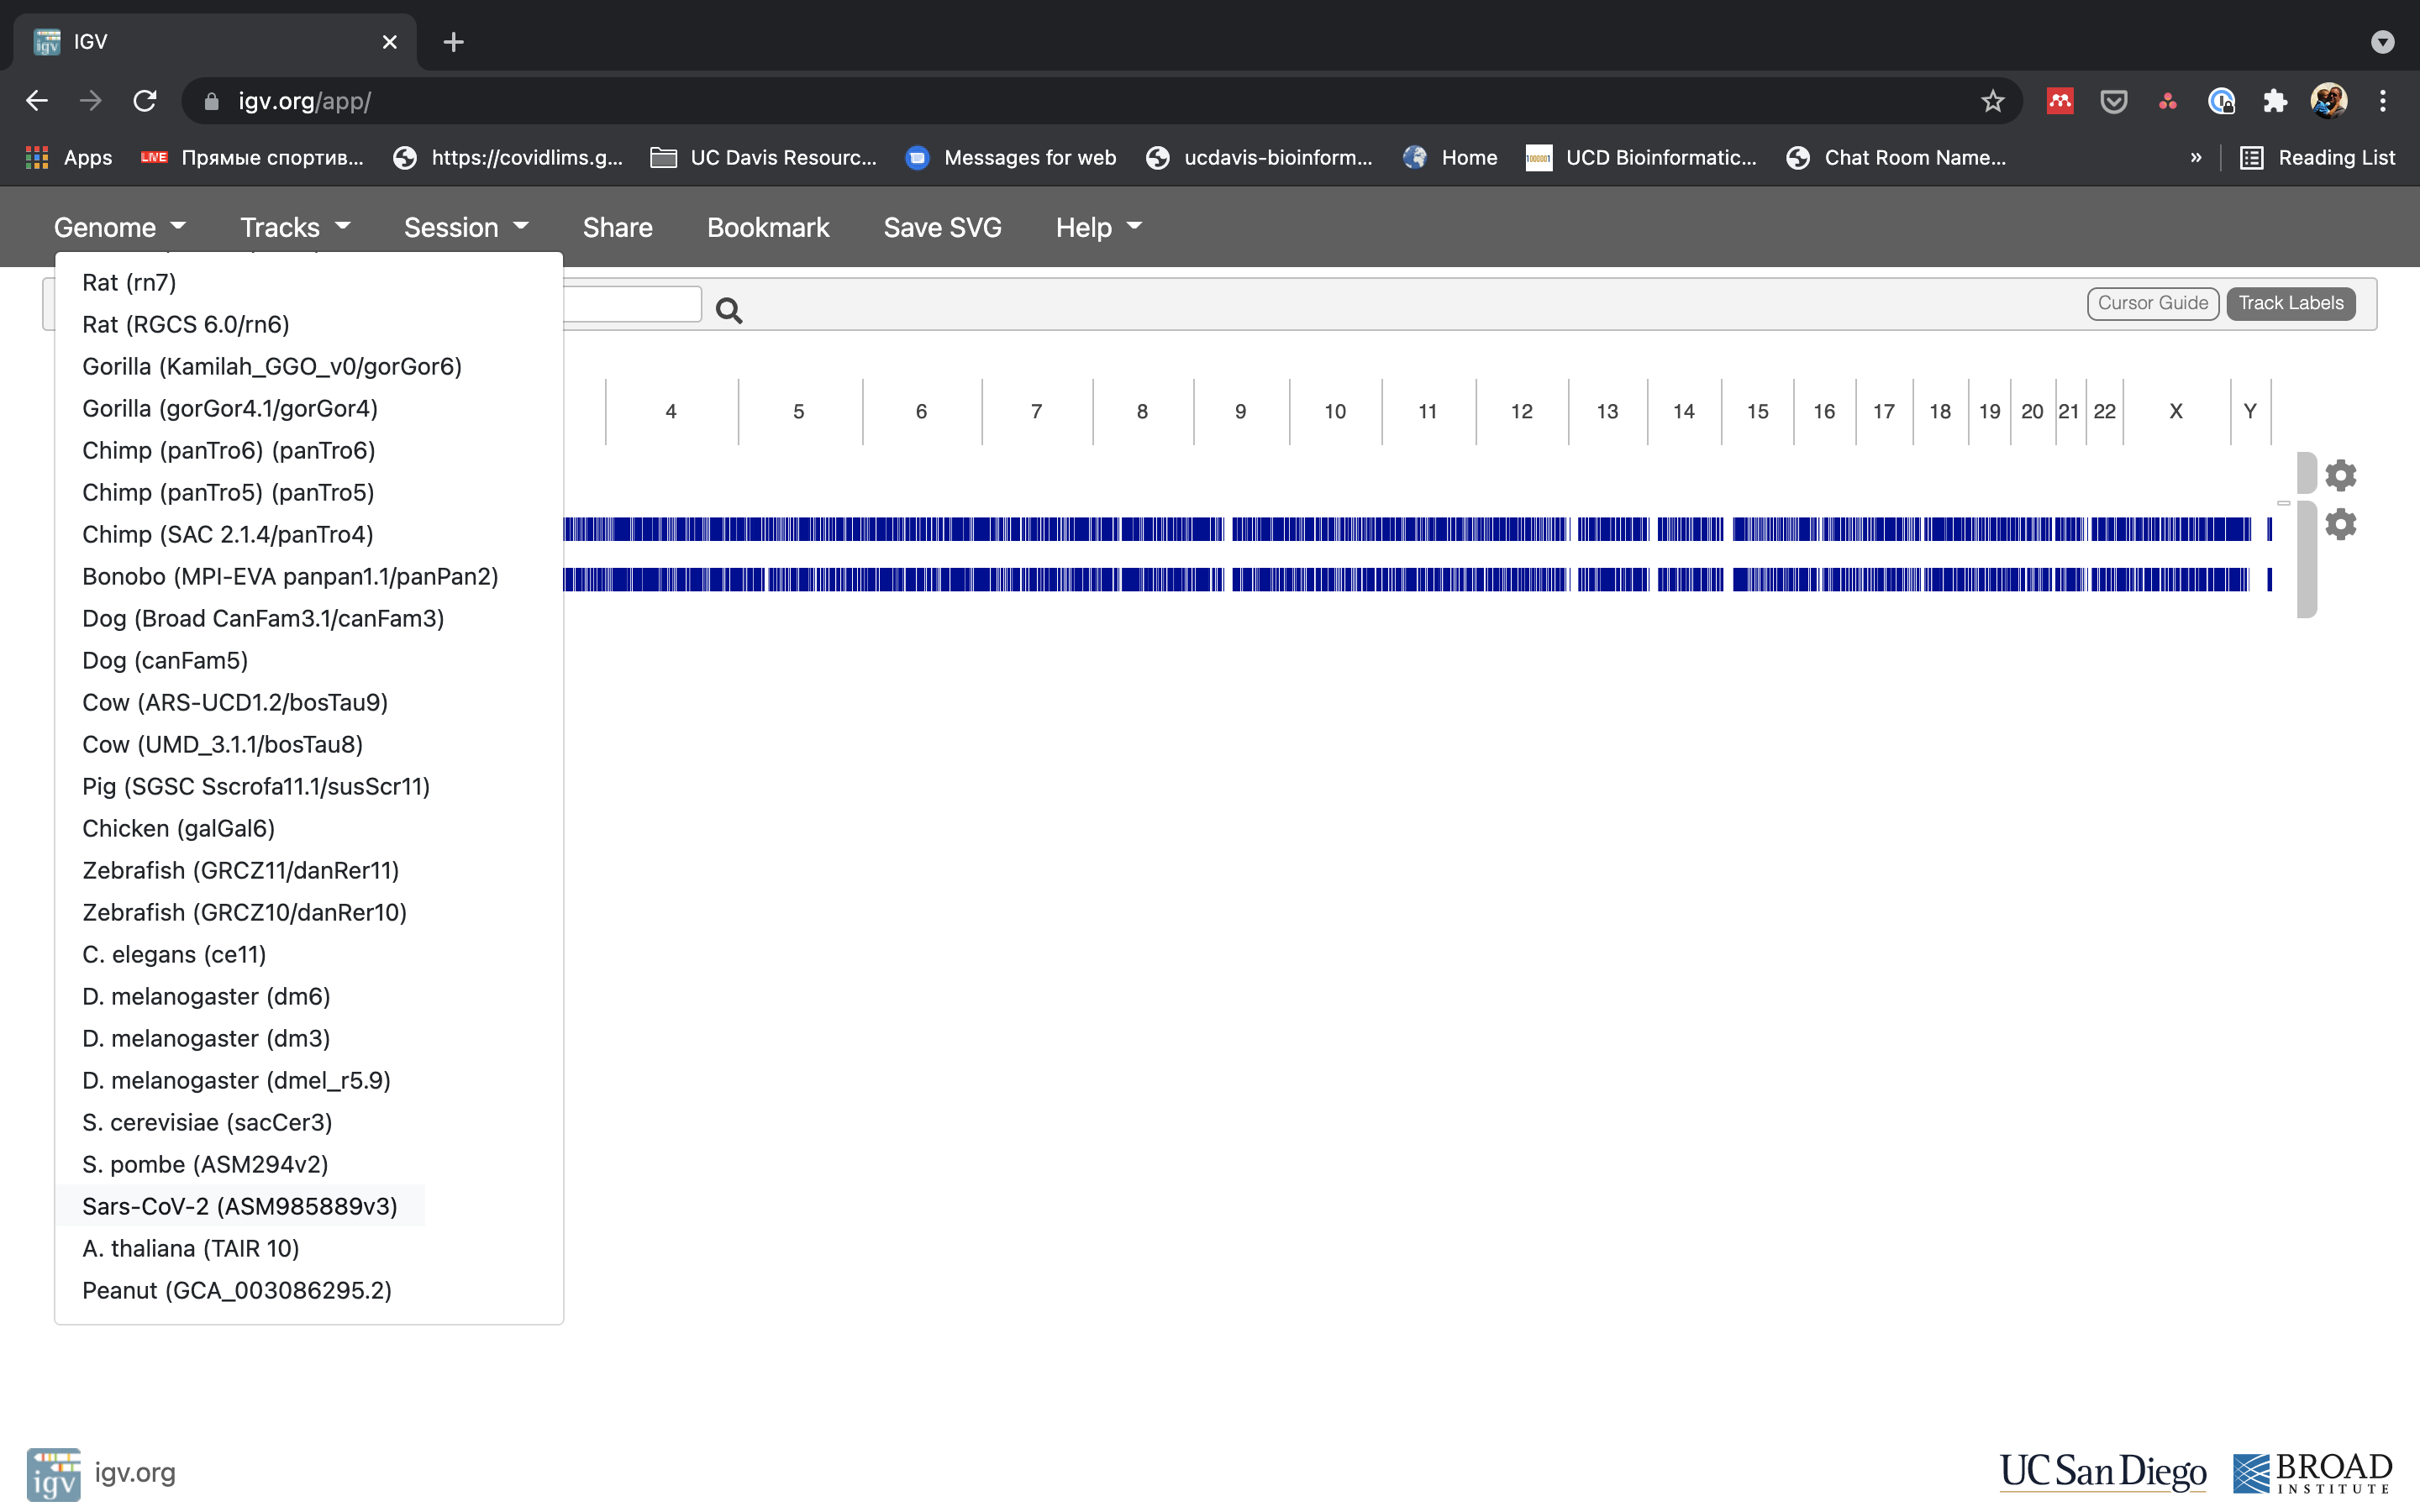 IGV
igv.org/app/
Apps LIVE Прямые спортив... https://covidlims.g... UC Davis Resourc... Messages for web ucdavis-bioinform... Home UCD Bioinformatic... Chat Room Name... » Reading List
Genome Tracks Session Share Bookmark Save SVG Help
Cursor Guide Track Labels
Rat (rn7)
Rat (RGCS 6.0/rn6)
Gorilla (Kamilah_GGO_v0/gorGor6)
Gorilla (gorGor4.1/gorGor4)
Chimp (panTro6) (panTro6)
Chimp (panTro5) (panTro5)
Chimp (SAC 2.1.4/panTro4)
Bonobo (MPI-EVA panpan1.1/panPan2)
Dog (Broad CanFam3.1/canFam3)
Dog (canFam5)
Cow (ARS-UCD1.2/bosTau9)
Cow (UMD_3.1.1/bosTau8)
Pig (SGSC Sscrofa11.1/susScr11)
Chicken (galGal6)
Zebrafish (GRCZ11/danRer11)
Zebrafish (GRCZ10/danRer10)
C. elegans (ce11)
D. melanogaster (dm6)
D. melanogaster (dm3)
D. melanogaster (dmel_r5.9)
S. cerevisiae (sacCer3)
S. pombe (ASM294v2)
Sars-CoV-2 (ASM985889v3)
A. thaliana (TAIR 10)
Peanut (GCA_003086295.2)
4 5 6 7 8 9 10 11 12 13 14 15 16 17 18 19 20 21 22 X Y
igv igv.org
UC San Diego
BROAD
INSTITUTE